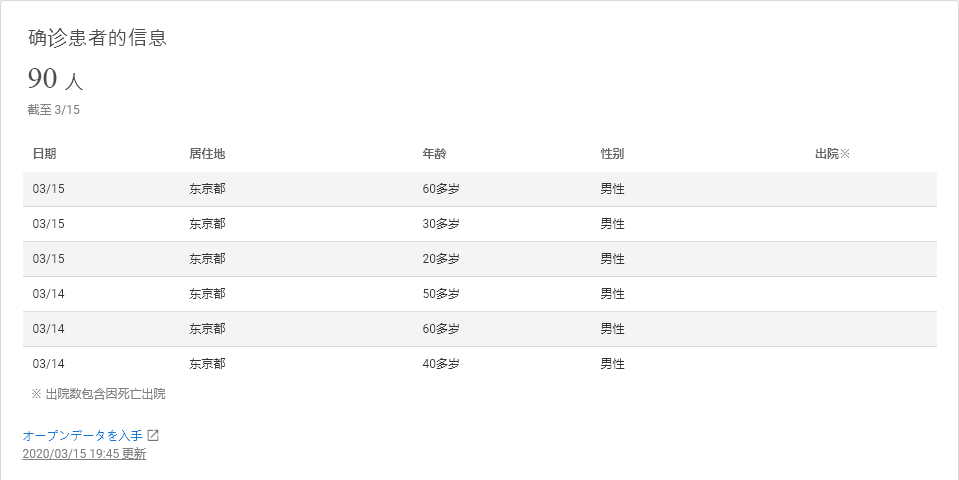 确诊患者的信息
90 人
截至 3/15
日期 居住地 年龄 性别 出院※
03/15 东京都 60多岁 男性
03/15 东京都 30多岁 男性
03/15 东京都 20多岁 男性
03/14 东京都 50多岁 男性
03/14 东京都 60多岁 男性
03/14 东京都 40多岁 男性
※ 出院数包含因死亡出院
オープンデータを入手
2020/03/15 19:45 更新